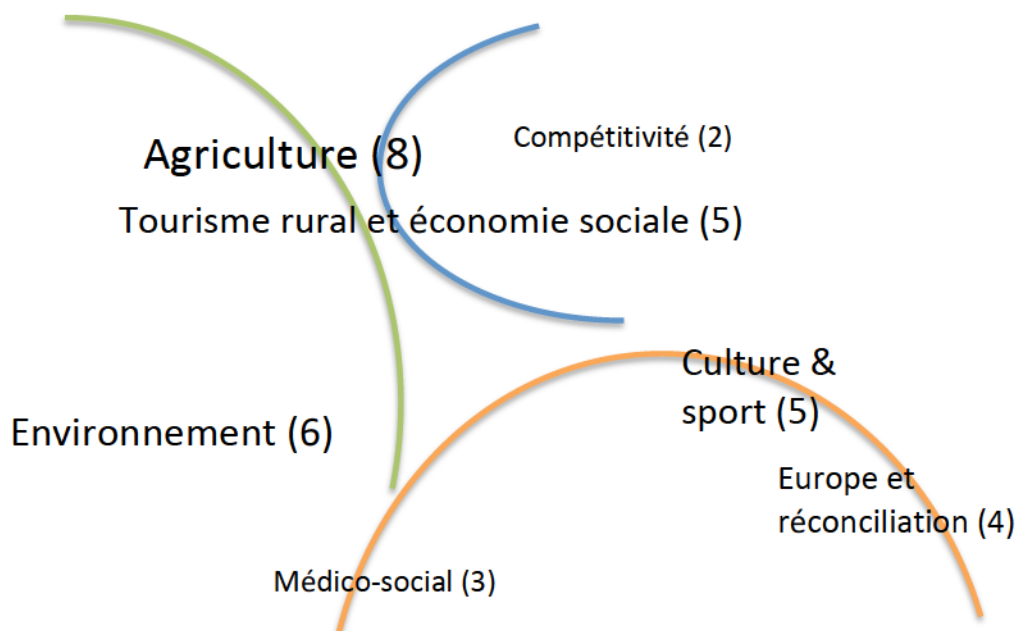 Compétitivité (2)
Agriculture (8)
Tourisme rural et économie sociale (5)
Culture &
sport (5)
Environnement (6)
Europe et
réconciliation (4)
Médico-social (3)